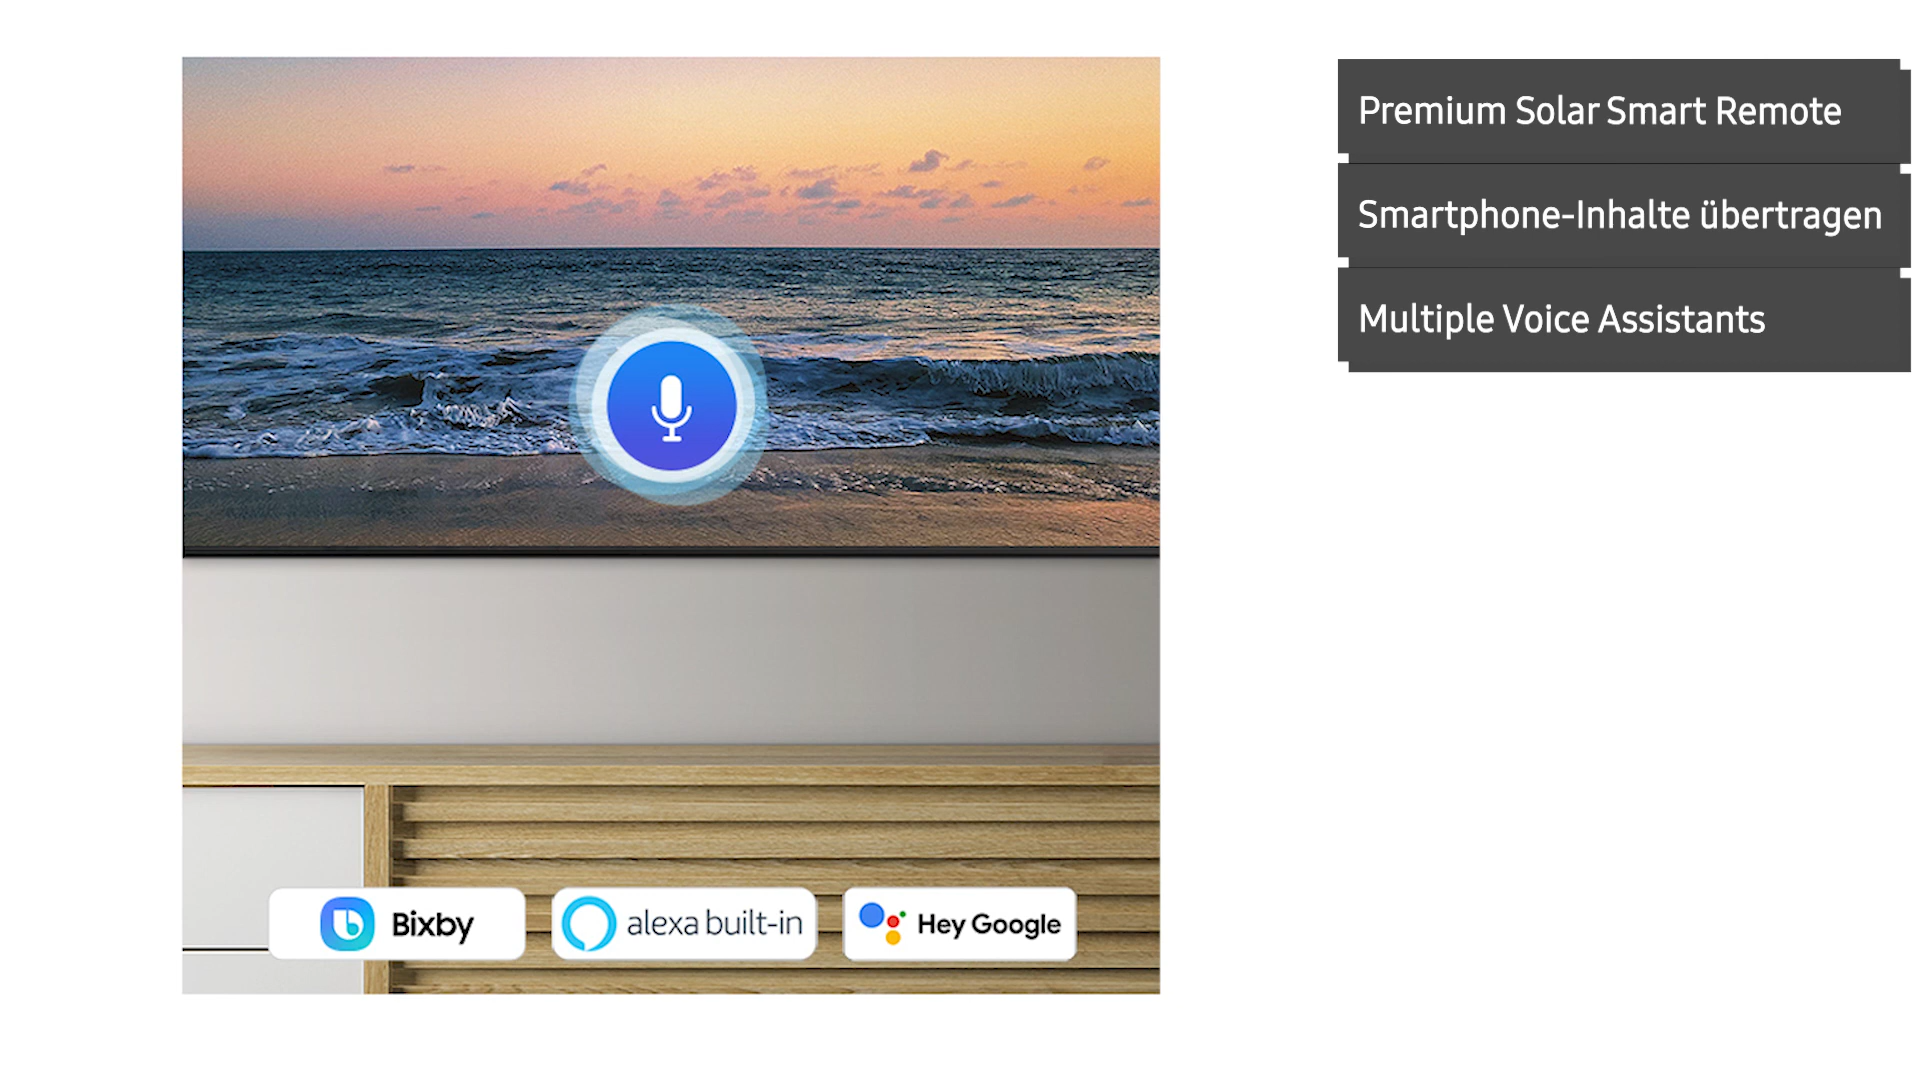 Premium Solar Smart Remote
Smartphone-Inhalte übertragen
Multiple Voice Assistants
Bixby
alexa built-in
Hey Google